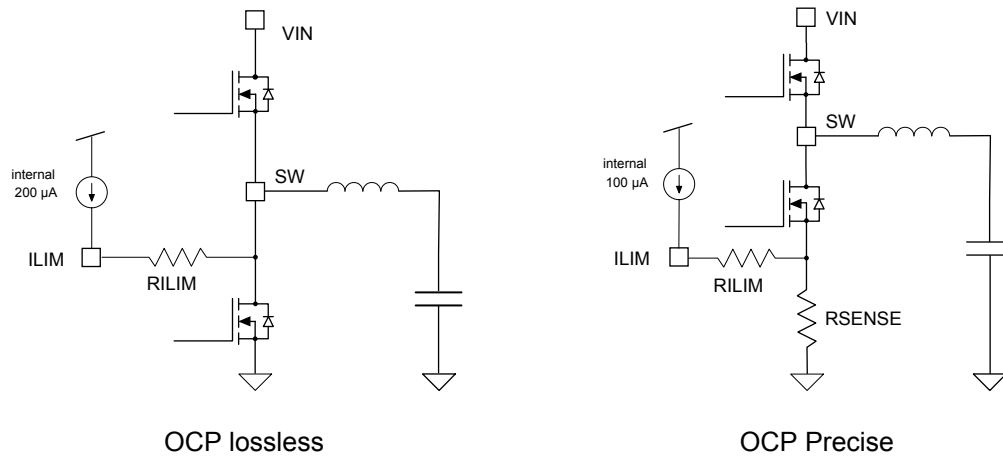 VIN
SW
internal
200 µA
ILIM
RILIM
OCP lossless
VIN
SW
internal
100 µA
ILIM
RILIM
RSENSE
OCP Precise